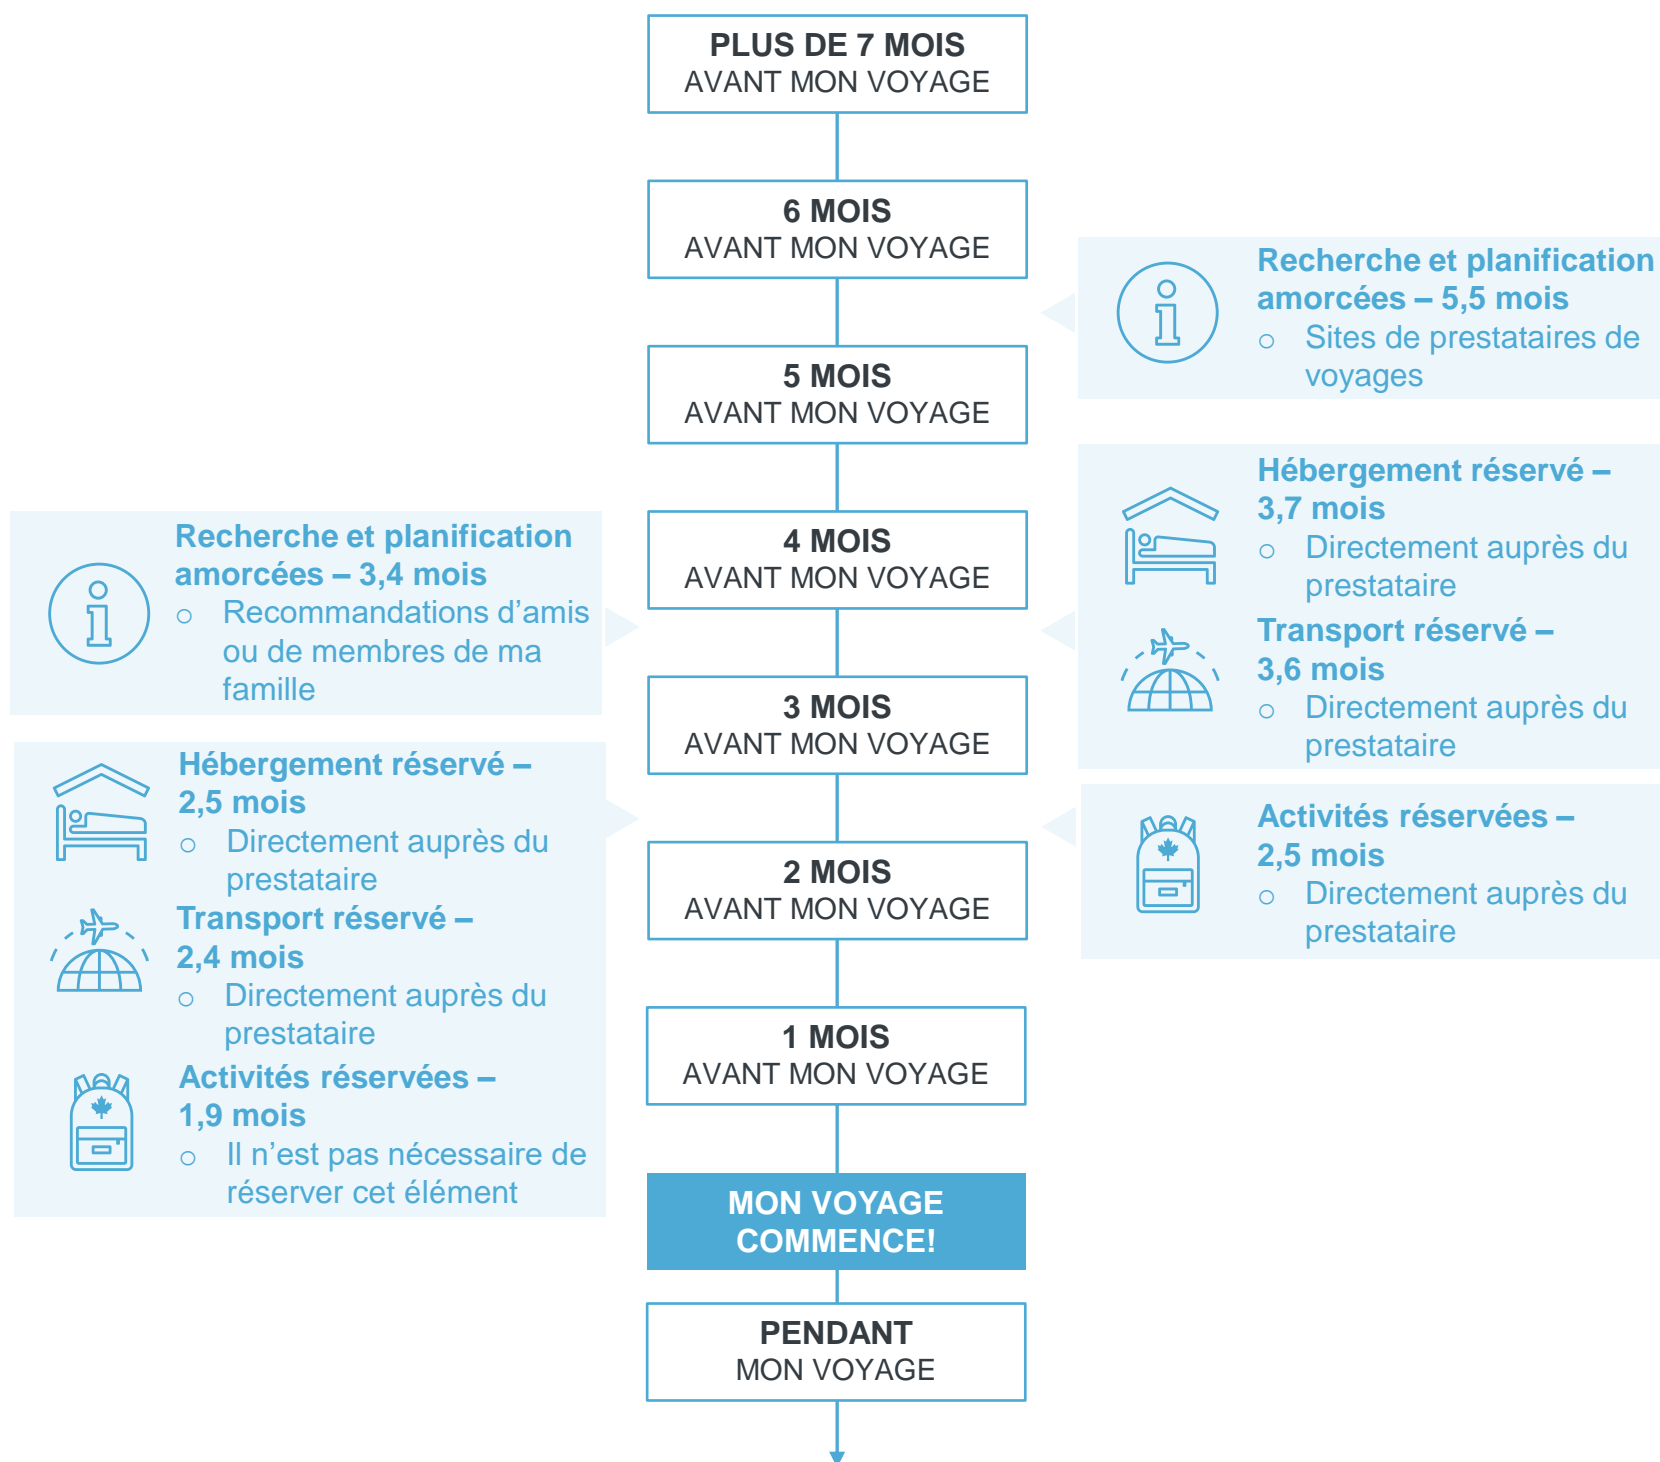 PLUS DE 7 MOIS
AVANT MON VOYAGE
6 MOIS
AVANT MON VOYAGE
5 MOIS
AVANT MON VOYAGE
4 MOIS
AVANT MON VOYAGE
3 MOIS
AVANT MON VOYAGE
2 MOIS
AVANT MON VOYAGE
1 MOIS
AVANT MON VOYAGE
MON VOYAGE
COMMENCE!
PENDANT
MON VOYAGE
Recherche et planification
amorcées – 3,4 mois
o Recommandations d’amis
ou de membres de ma
famille
Hébergement réservé –
2,5 mois
o Directement auprès du
prestataire
Transport réservé –
2,4 mois
o Directement auprès du
prestataire
Activités réservées –
1,9 mois
o Il n’est pas nécessaire de
réserver cet élément
Recherche et planification
amorcées – 5,5 mois
o Sites de prestataires de
voyages
Hébergement réservé –
3,7 mois
o Directement auprès du
prestataire
Transport réservé –
3,6 mois
o Directement auprès du
prestataire
Activités réservées –
2,5 mois
o Directement auprès du
prestataire